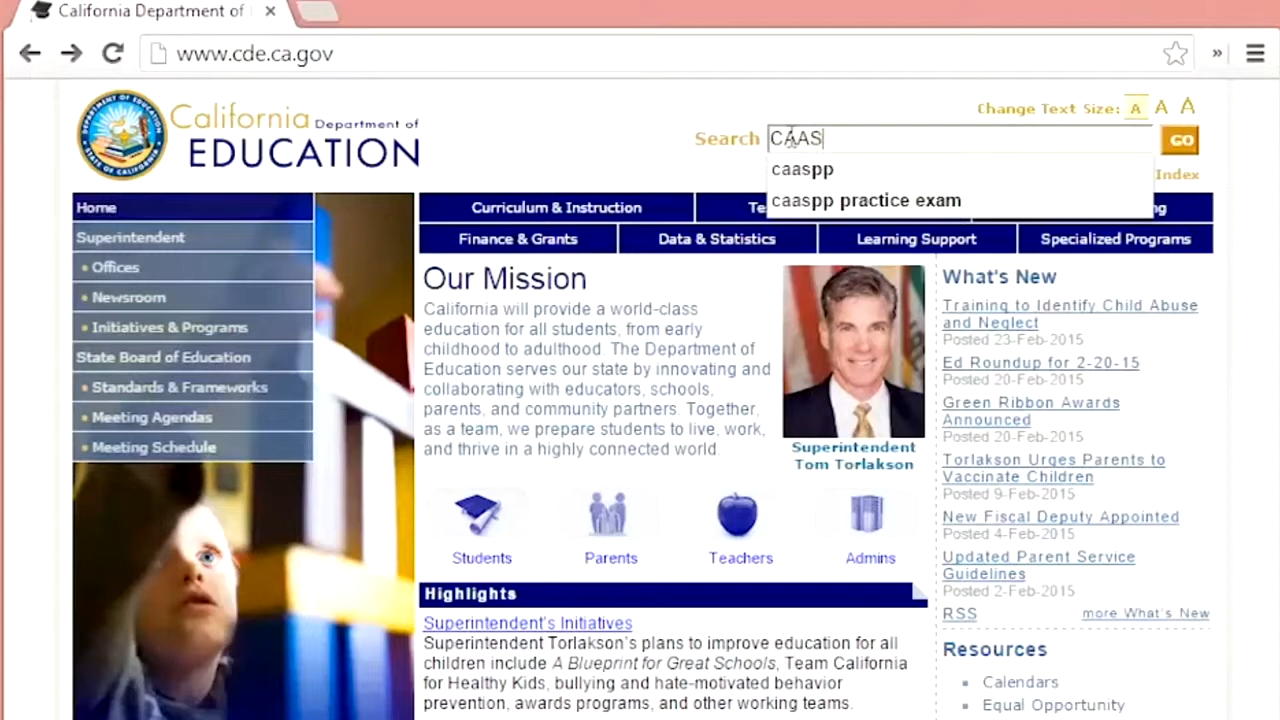 California Department of
www.cde.ca.gov
Change Text Size: A A A
California Department of
EDUCATION
Search CAAS GO
caaspp
caaspp practice exam
Index
Home
Superintendent
• Offices
• Newsroom
• Initiatives & Programs
State Board of Education
• Standards & Frameworks
• Meeting Agendas
• Meeting Schedule
Curriculum & Instruction
Finance & Grants
Data & Statistics
Learning Support
Specialized Programs
Our Mission
California will provide a world-class
education for all students, from early
childhood to adulthood. The Department of
Education serves our state by innovating and
collaborating with educators, schools,
parents, and community partners. Together,
as a team, we prepare students to live, work,
and thrive in a highly connected world.
Superintendent
Tom Torlakson
Students
Parents
Teachers
Admins
Highlights
Superintendent's Initiatives
Superintendent Torlakson's plans to improve education for all
children include A Blueprint for Great Schools, Team California
for Healthy Kids, bullying and hate-motivated behavior
prevention, awards programs, and other working teams.
What's New
Training to Identify Child Abuse
and Neglect
Posted 23-Feb-2015
Ed Roundup for 2-20-15
Posted 20-Feb-2015
Green Ribbon Awards
Announced
Posted 20-Feb-2015
Torlakson Urges Parents to
Vaccinate Children
Posted 9-Feb-2015
New Fiscal Deputy Appointed
Posted 4-Feb-2015
Updated Parent Service
Guidelines
Posted 2-Feb-2015
RSS more What's New
Resources
Calendars
Equal Opportunity